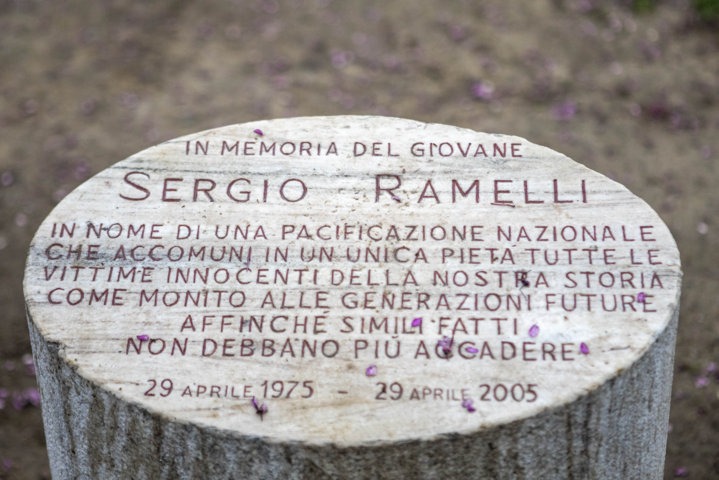 IN MEMORIA DEL GIOVANE
SERGIO RAMELLI
IN NOME DI UNA PACIFICAZIONE NAZIONALE
CHE ACCOMUNI IN UN'UNICA PIETA TUTTE LE
VITTIME INNOCENTI DELLA NOSTRA STORIA
COME MONITO ALLE GENERAZIONI FUTURE
AFFINCHE SIMILI FATTI
NON DEBBANO PIÙ ACCADERE
29 APRILE 1975 - 29 APRILE 2005